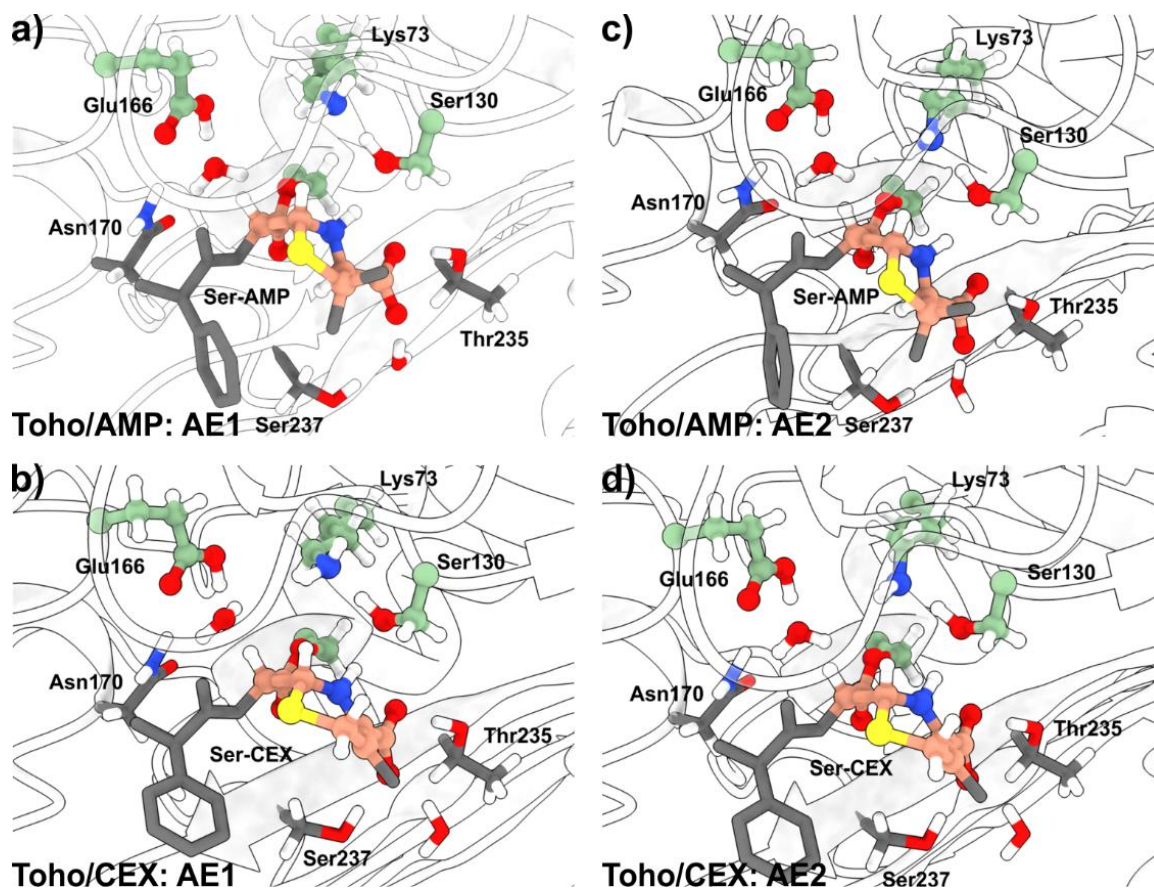 a)
Lys73
Glu166
Ser130
Asn170
Ser-AMP
Thr235
Toho/AMP: AE1
Ser237
c)
Lys73
Glu166
Ser130
Asn170
Ser-AMP
Thr235
Toho/AMP: AE2
Ser237
b)
Lys73
Glu166
Ser130
Asn170
Ser-CEX
Thr235
Ser237
Toho/CEX: AE1
d)
Lys73
Glu166
Ser130
Asn170
Ser-CEX
Thr235
Toho/CEX: AE2
Ser237